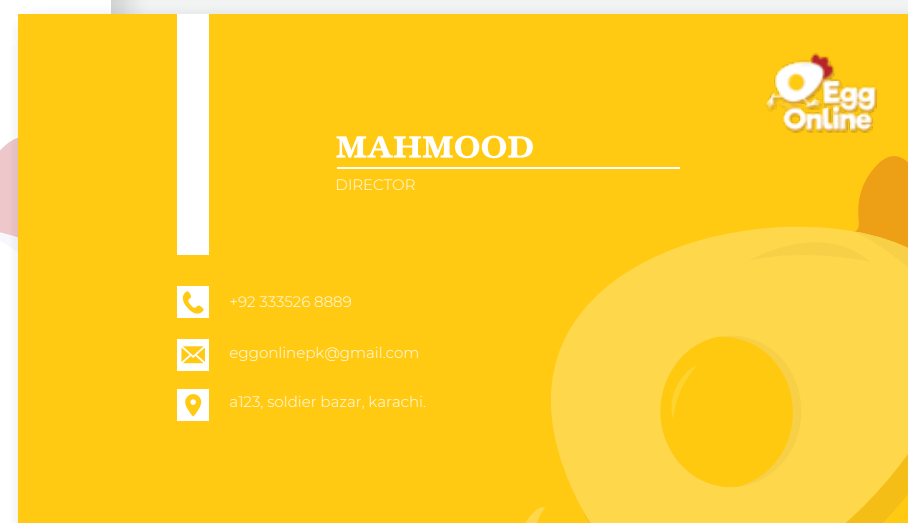 Egg
Online
MAHMOOD
DIRECTOR
+92 333526 8889
eggonlinepk@gmail.com
a123, soldier bazar, karachi.